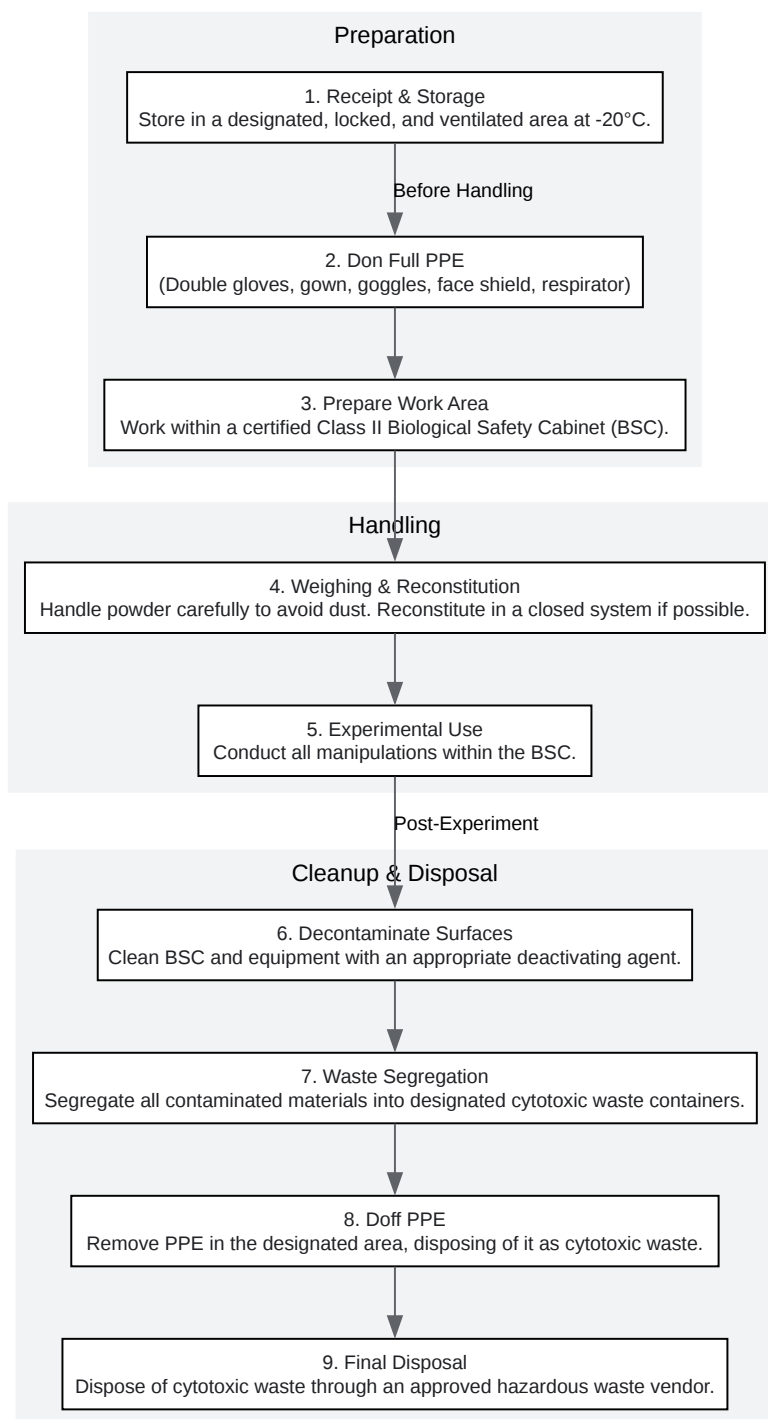 Preparation
1. Receipt & Storage
Store in a designated, locked, and ventilated area at -20°C.
Before Handling
2. Don Full PPE
(Double gloves, gown, goggles, face shield, respirator)
3. Prepare Work Area
Work within a certified Class II Biological Safety Cabinet (BSC).
Handling
4. Weighing & Reconstitution
Handle powder carefully to avoid dust. Reconstitute in a closed system if possible.
5. Experimental Use
Conduct all manipulations within the BSC.
Post-Experiment
Cleanup & Disposal
6. Decontaminate Surfaces
Clean BSC and equipment with an appropriate deactivating agent.
7. Waste Segregation
Segregate all contaminated materials into designated cytotoxic waste containers.
8. Doff PPE
Remove PPE in the designated area, disposing of it as cytotoxic waste.
9. Final Disposal
Dispose of cytotoxic waste through an approved hazardous waste vendor.